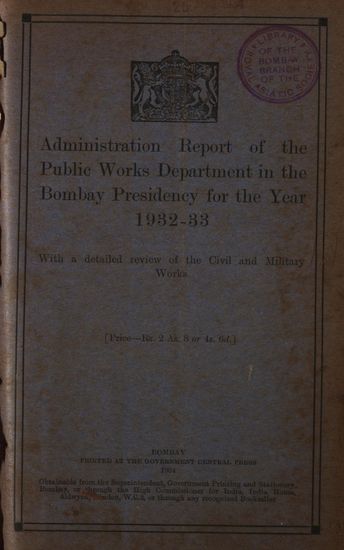 LIBRARY
OF THE
BOMBAY
BRANCH
OF THE
ROYAL ASIATIC SOCIETY
Administration Report of the
Public Works Department in the
Bombay Presidency for the Year
1932-33
With a detailed review of the Civil and Military
Works
[Price—Re. 2 As. 8 or 4s. 6d.]
BOMBAY
PRINTED AT THE GOVERNMENT CENTRAL PRESS
1934
Obtainable from the Superintendent, Government Printing and Stationery,
Bombay, or through the High Commissioner for India, India House,
Aldwych, London, W.C.2, or through any recognized Bookseller